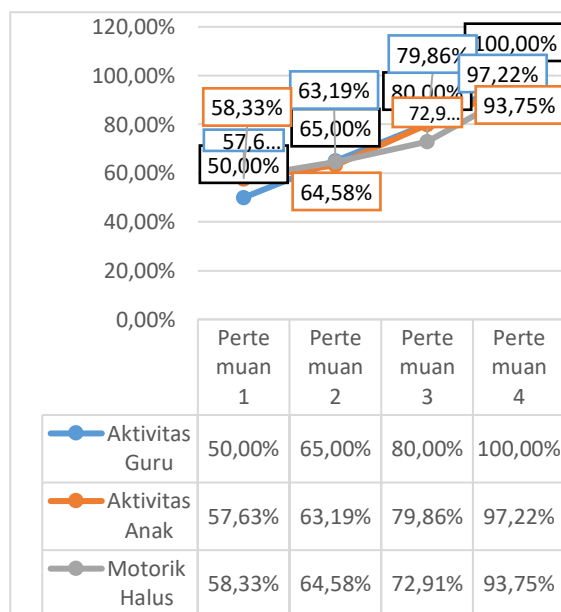 120,00%
100,00%
80,00%
60,00%
40,00%
20,00%
0,00%
58,33%
57,6...
50,00%
63,19%
65,00%
64,58%
79,86%
80,00%
72,9...
100,00%
97,22%
93,75%
Perte muan 1
Perte muan 2
Perte muan 3
Perte muan 4
Aktivitas Guru 50,00% 65,00% 80,00% 100,00%
Aktivitas Anak 57,63% 63,19% 79,86% 97,22%
Motorik Halus 58,33% 64,58% 72,91% 93,75%